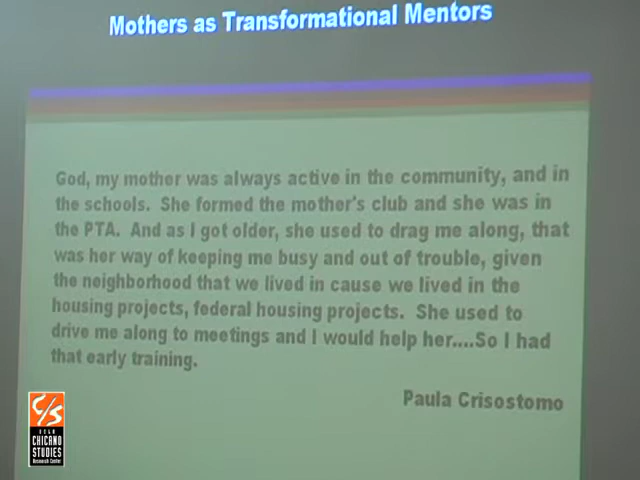 Mothers as Transformational Mentors
God, my mother was always active in the community, and in
the schools. She formed the mother's club and she was in
the PTA. And as I got older, she used to drag me along, that
was her way of keeping me busy and out of trouble, given
the neighborhood that we lived in cause we lived in the
housing projects, federal housing projects. She used to
drive me along to meetings and I would help her....So I had
that early training.
Paula Crisostomo
C/S
UCLA
CHICANO
STUDIES
Research Center